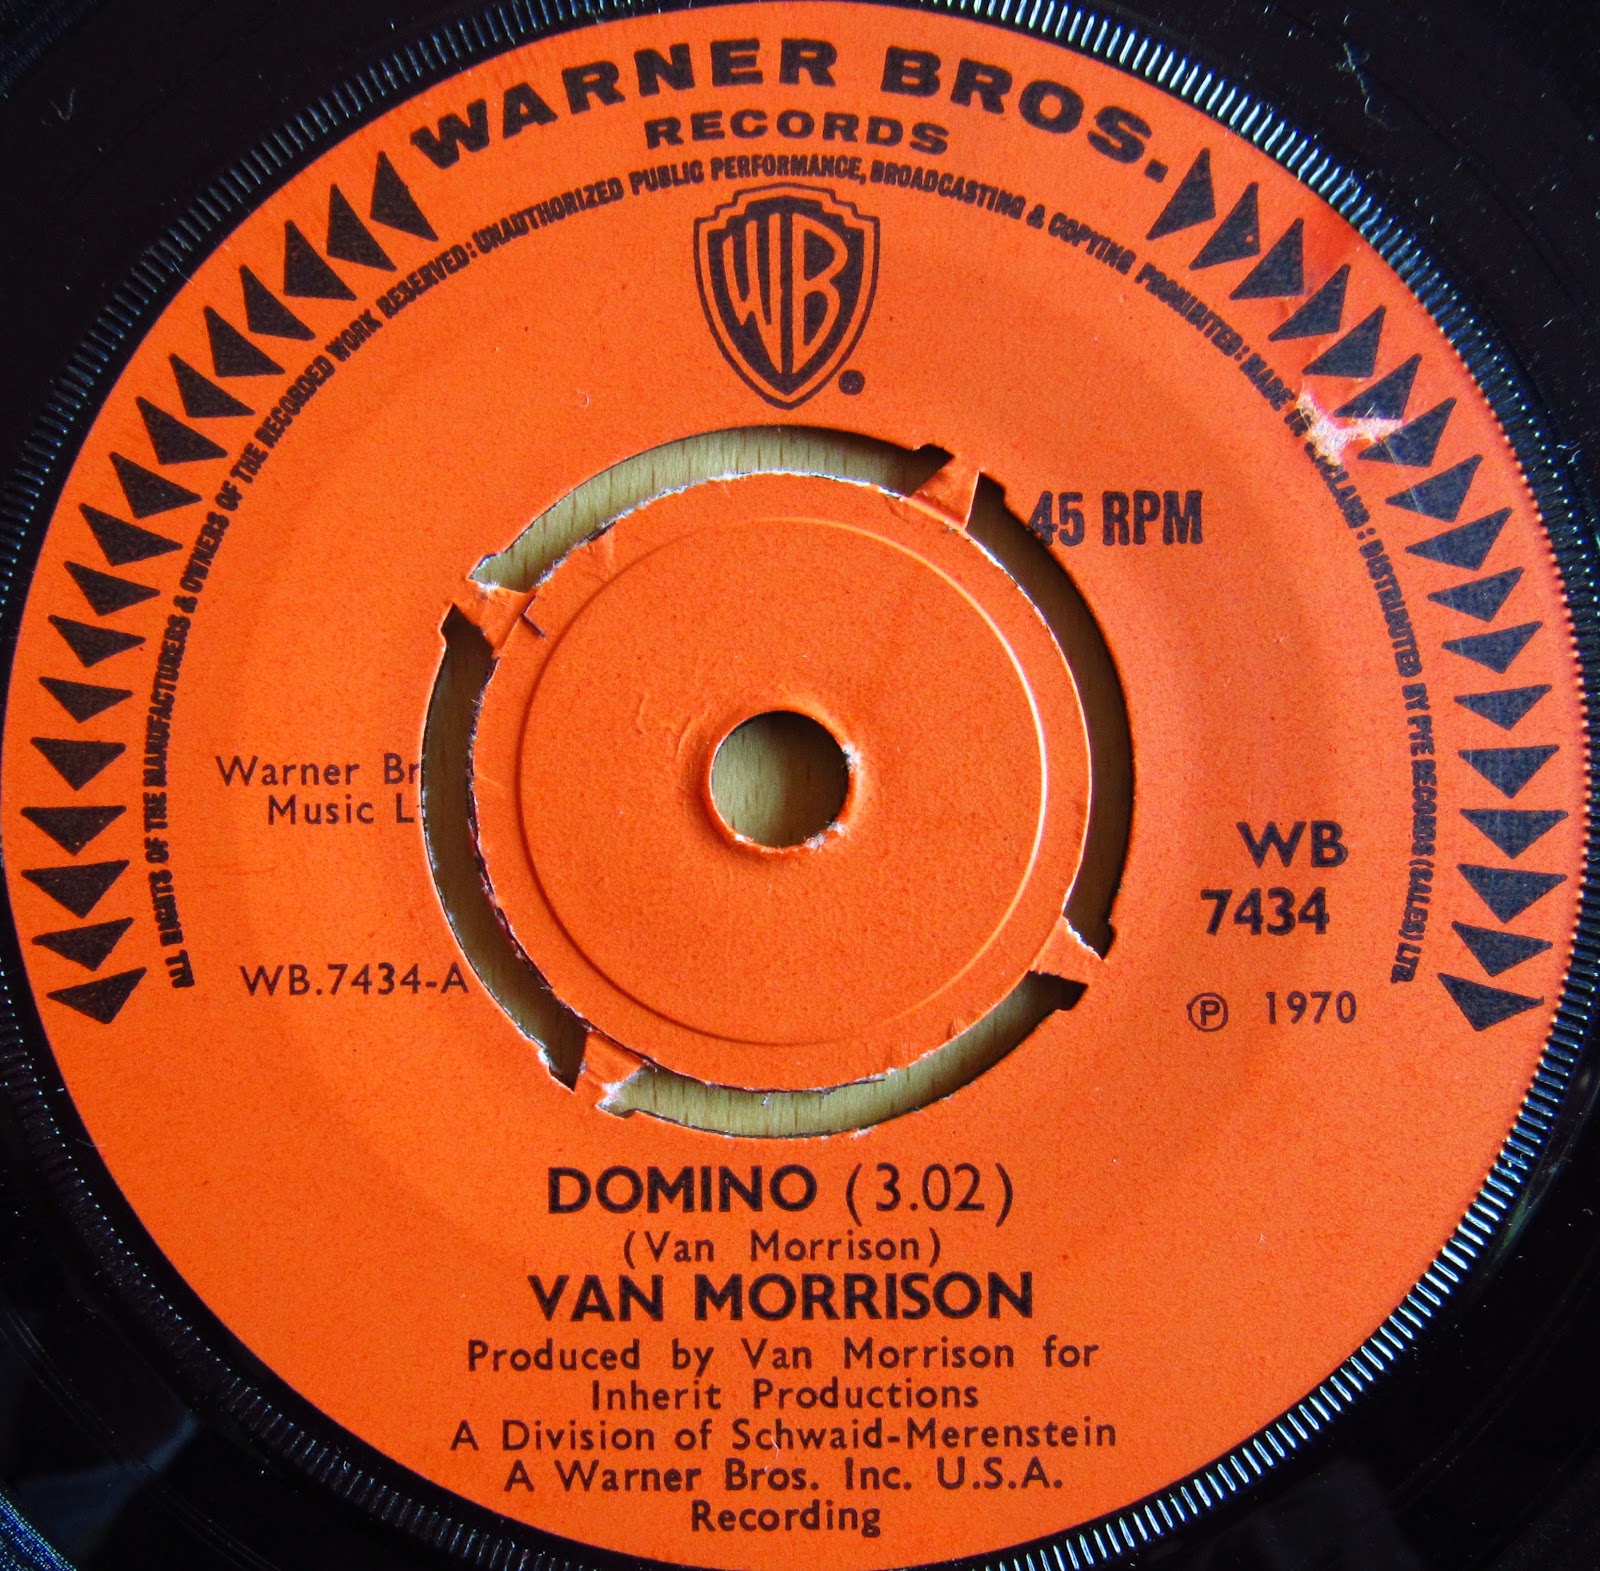 WARNER BROS.
RECORDS
ALL RIGHTS OF THE MANUFACTURERS & OWNERS OF THE RECORDED WORK RESERVED: UNAUTHORIZED PUBLIC PERFORMANCE, BROADCASTING & COPYING PROHIBITED: MADE IN ENGLAND: DISTRIBUTED BY PYE RECORDS (SALES) LTD.
WB
®
45 RPM
Warner Br
Music L
WB
7434
WB.7434-A
℗ 1970
DOMINO (3.02)
(Van Morrison)
VAN MORRISON
Produced by Van Morrison for
Inherit Productions
A Division of Schwaid-Merenstein
A Warner Bros. Inc. U.S.A.
Recording